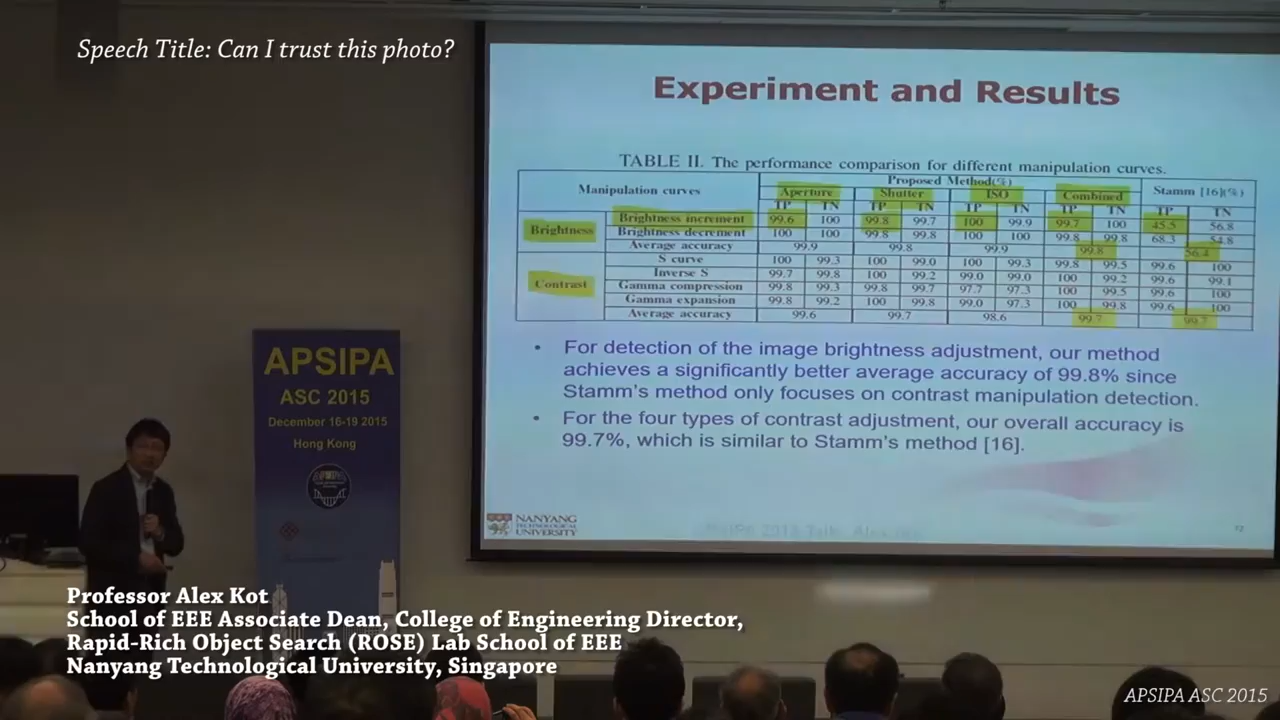 Speech Title: Can I trust this photo?
Experiment and Results
TABLE II. The performance comparison for different manipulation curves.
Manipulation curves Proposed Method(%) Stamm [16](%)
Aperture Shutter ISO Combined
TP TN TP TN TP TN TP TN TP TN
Brightness Brightness increment 99.6 100 99.8 99.7 100 99.9 99.7 100 45.5 56.8
Brightness decrement 100 100 99.8 99.8 100 100 99.8 99.8 68.3 54.8
Average accuracy 99.9 99.8 99.9 99.8 56.4
Contrast S curve 100 99.3 100 99.0 100 99.3 99.8 99.5 99.6 100
Inverse S 99.7 99.8 100 99.2 99.0 99.0 100 99.2 99.6 99.1
Gamma compression 99.8 99.3 99.8 99.7 97.7 97.3 100 99.5 99.6 100
Gamma expansion 99.8 99.2 100 99.8 99.0 97.3 100 99.8 99.6 100
Average accuracy 99.6 99.7 98.6 99.7 99.7
• For detection of the image brightness adjustment, our method
achieves a significantly better average accuracy of 99.8% since
Stamm's method only focuses on contrast manipulation detection.
• For the four types of contrast adjustment, our overall accuracy is
99.7%, which is similar to Stamm's method [16].
NANYANG
TECHNOLOGICAL
UNIVERSITY
APSIPA
ASC 2015
December 16-19 2015
Hong Kong
Professor Alex Kot
School of EEE Associate Dean, College of Engineering Director,
Rapid-Rich Object Search (ROSE) Lab School of EEE
Nanyang Technological University, Singapore
APSIPA ASC 2015